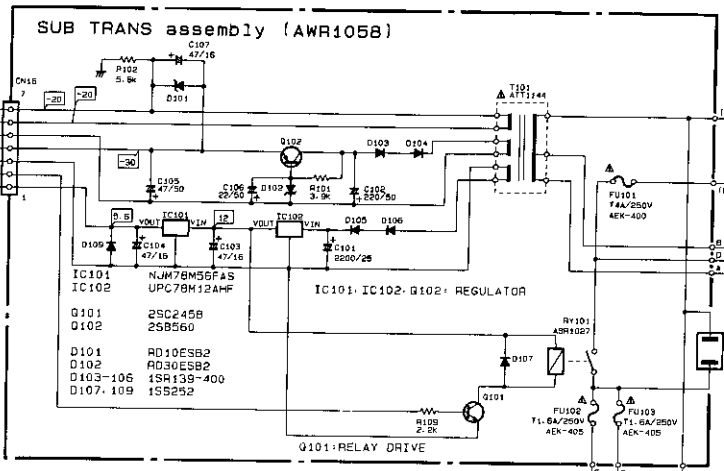 SUB TRANS assembly (AWR1058)
C107
47/16
R102
5.6k
D101
T101
ATT1144
CN16
7
-20
-20
-30
Q102
D103
D104
C105
47/50
C106
22/50
D102
R101
3.9k
C102
220/50
FU101
T4A/250V
AEK-400
1
5.6
VOUT
IC101
VIN
12
VOUT
IC102
VIN
D105
D106
D109
C104
47/16
C103
47/16
C101
2200/25
IC101 NJM78M56FAS
IC102 UPC78M12AHF
IC101, IC102, Q102: REGULATOR
Q101 2SC2458
Q102 2SB560
RY101
ASR1027
D101 RD10ESB2
D102 RD30ESB2
D103-106 1SR139-400
D107, 109 1SS252
D107
Q101
R109
2.2k
FU102
T1.6A/250V
AEK-405
FU103
T1.6A/250V
AEK-405
Q101:RELAY DRIVE